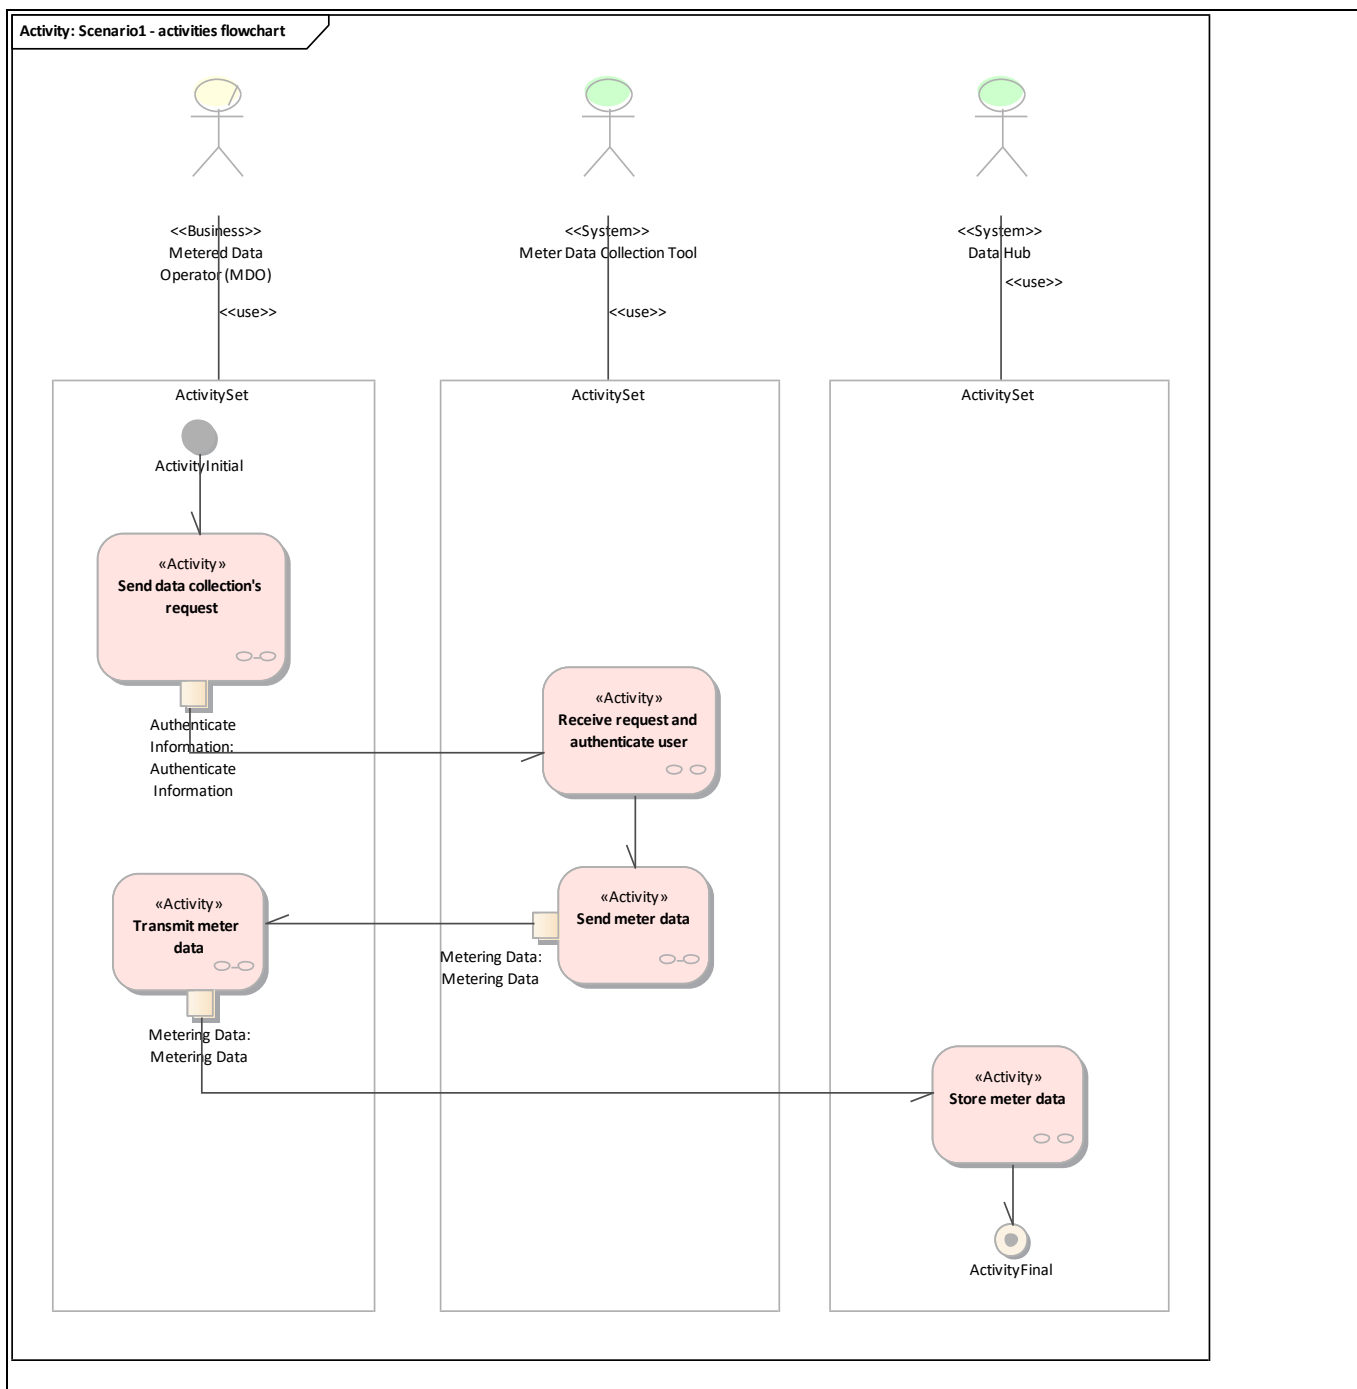 Activity: Scenario1 - activities flowchart
<<Business>>
Metered Data
Operator (MDO)
<<use>>
<<System>>
Meter Data Collection Tool
<<use>>
<<System>>
Data Hub
<<use>>
ActivitySet
ActivitySet
ActivitySet
ActivityInitial
«Activity»
Send data collection's
request
Authenticate
Information:
Authenticate
Information
«Activity»
Receive request and
authenticate user
«Activity»
Send meter data
Metering Data:
Metering Data
«Activity»
Transmit meter
data
Metering Data:
Metering Data
«Activity»
Store meter data
ActivityFinal